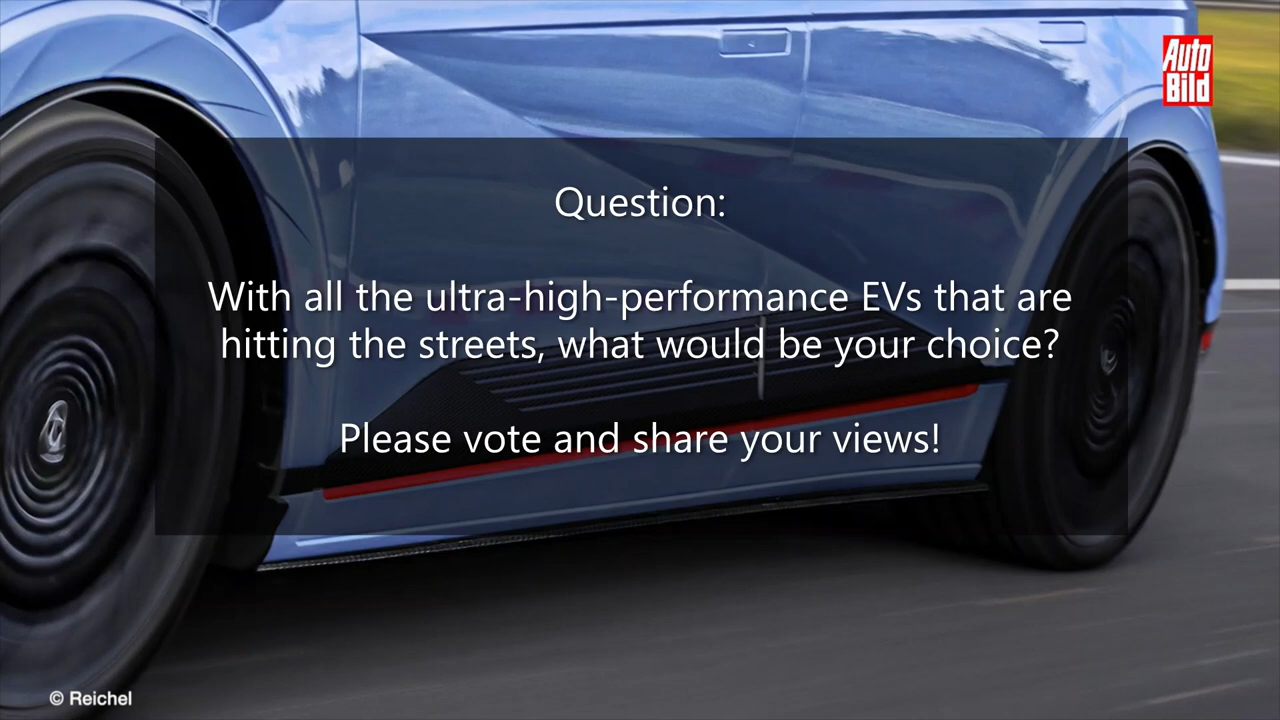 Auto
Bild
Question:
With all the ultra-high-performance EVs that are
hitting the streets, what would be your choice?
Please vote and share your views!
© Reichel